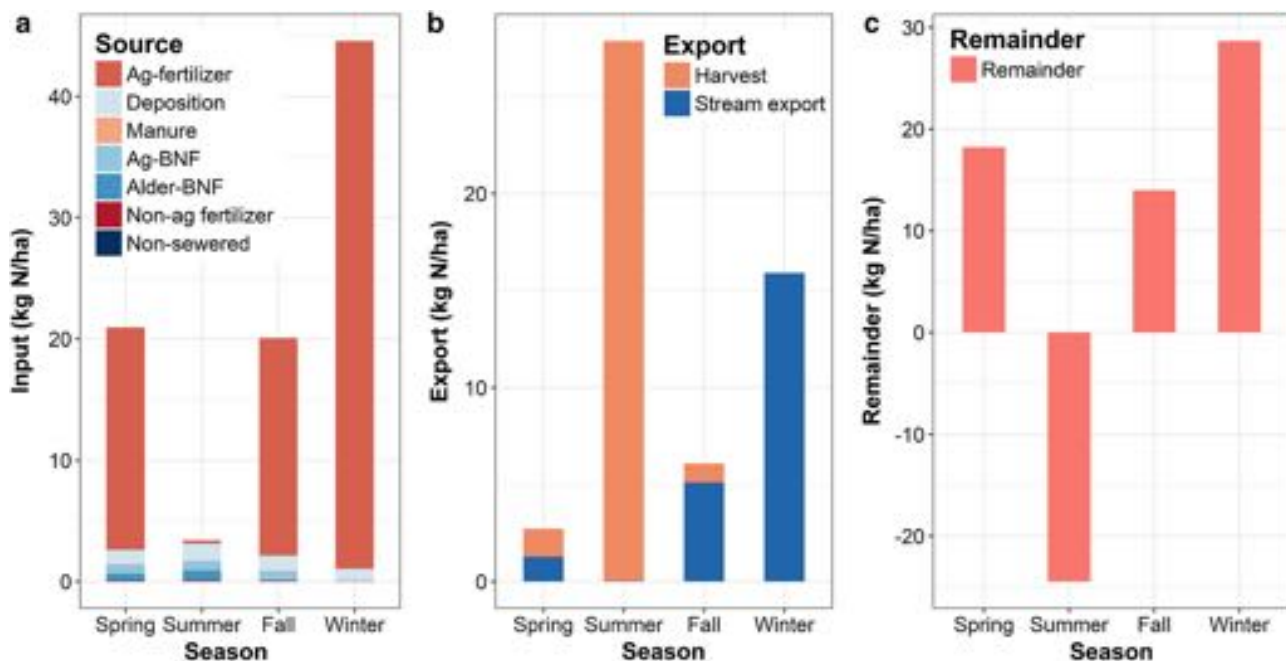 a
Source
Ag-fertilizer
Deposition
Manure
Ag-BNF
Alder-BNF
Non-ag fertilizer
Non-sewered
Input (kg N/ha)
40
30
20
10
0
Spring Summer Fall Winter
Season
b
Export
Harvest
Stream export
Export (kg N/ha)
20
10
0
Spring Summer Fall Winter
Season
c
Remainder
Remainder
Remainder (kg N/ha)
30
20
10
0
-10
-20
Spring Summer Fall Winter
Season